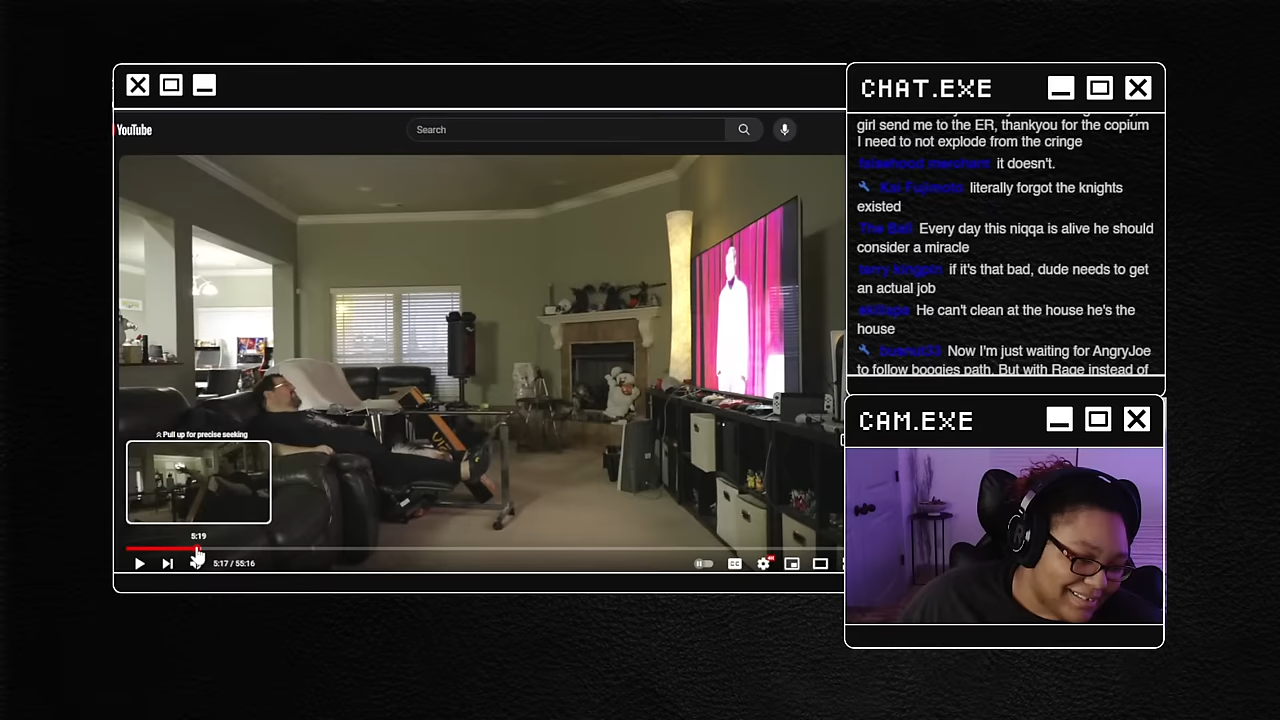 YouTube
Search
Pull up for precise seeking
5:19
5:17 / 55:16
CC
CHAT.EXE
girl send me to the ER, thankyou for the copium
I need to not explode from the cringe
it doesn't.
literally forgot the knights
existed
The Ball Every day this niqqa is alive he should
consider a miracle
if it's that bad, dude needs to get
an actual job
He can't clean at the house he's the
house
Now I'm just waiting for AngryJoe
to follow boogies path. But with Rage instead of
CAM.EXE